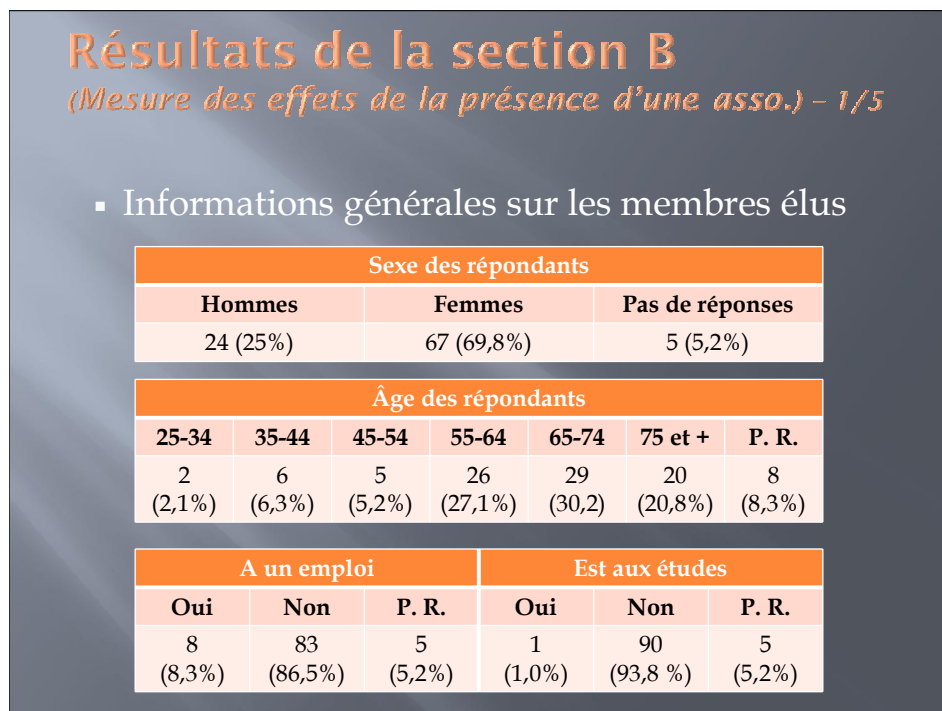 Résultats de la section B
(Mesure des effets de la présence d'une asso.) – 1/5
▪ Informations générales sur les membres élus
Sexe des répondants
Hommes Femmes Pas de réponses
24 (25%) 67 (69,8%) 5 (5,2%)
Âge des répondants
25-34 35-44 45-54 55-64 65-74 75 et + P. R.
2 6 5 26 29 20 8
(2,1%) (6,3%) (5,2%) (27,1%) (30,2) (20,8%) (8,3%)
A un emploi Est aux études
Oui Non P. R. Oui Non P. R.
8 83 5 1 90 5
(8,3%) (86,5%) (5,2%) (1,0%) (93,8 %) (5,2%)